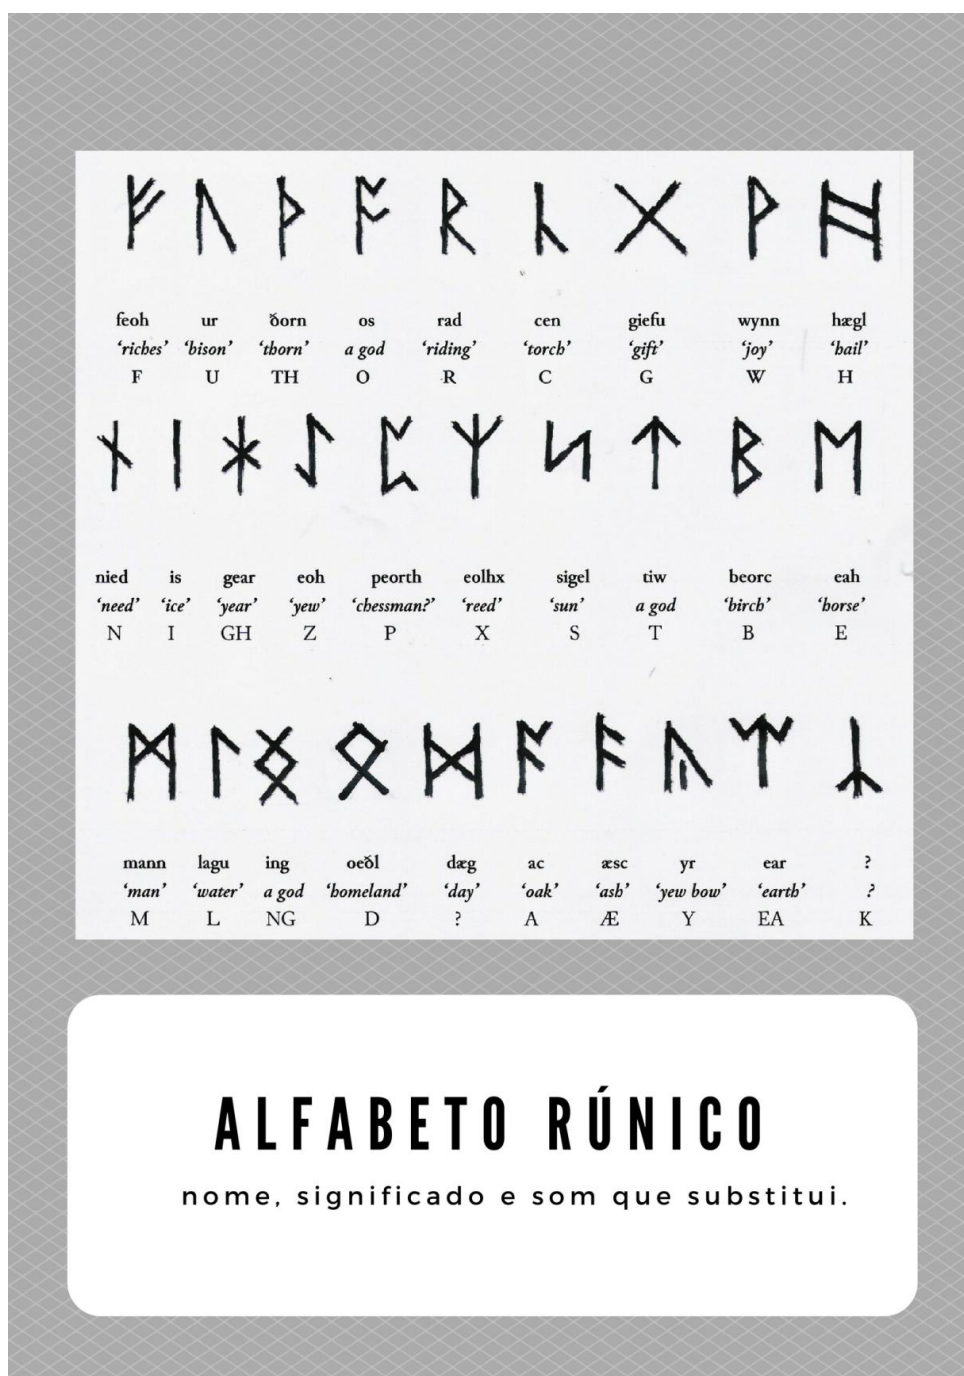 ᚠ ᚢ ᚦ ᚩ ᚱ ᚳ ᚷ ᚹ ᚻ
feoh ur ðorn os rad cen giefu wynn hægl
‘riches’ ‘bison’ ‘thorn’ a god ‘riding’ ‘torch’ ‘gift’ ‘joy’ ‘hail’
F U TH O R C G W H
ᚾ ᛁ ᛡ ᛇ ᛈ ᛉ ᛋ ᛏ ᛒ ᛖ
nied is gear eoh peorth eolhx sigel tiw beorc eah
‘need’ ‘ice’ ‘year’ ‘yew’ ‘chessman?’ ‘reed’ ‘sun’ a god ‘birch’ ‘horse’
N I GH Z P X S T B E
ᛗ ᛚ ᛝ ᛟ ᛞ ᚪ ᚫ ᚣ ᛠ ᛣ
mann lagu ing oeðl dæg ac æsc yr ear ?
‘man’ ‘water’ a god ‘homeland’ ‘day’ ‘oak’ ‘ash’ ‘yew bow’ ‘earth’ ?
M L NG D ? A Æ Y EA K
ALFABETO RÚNICO
nome, significado e som que substitui.